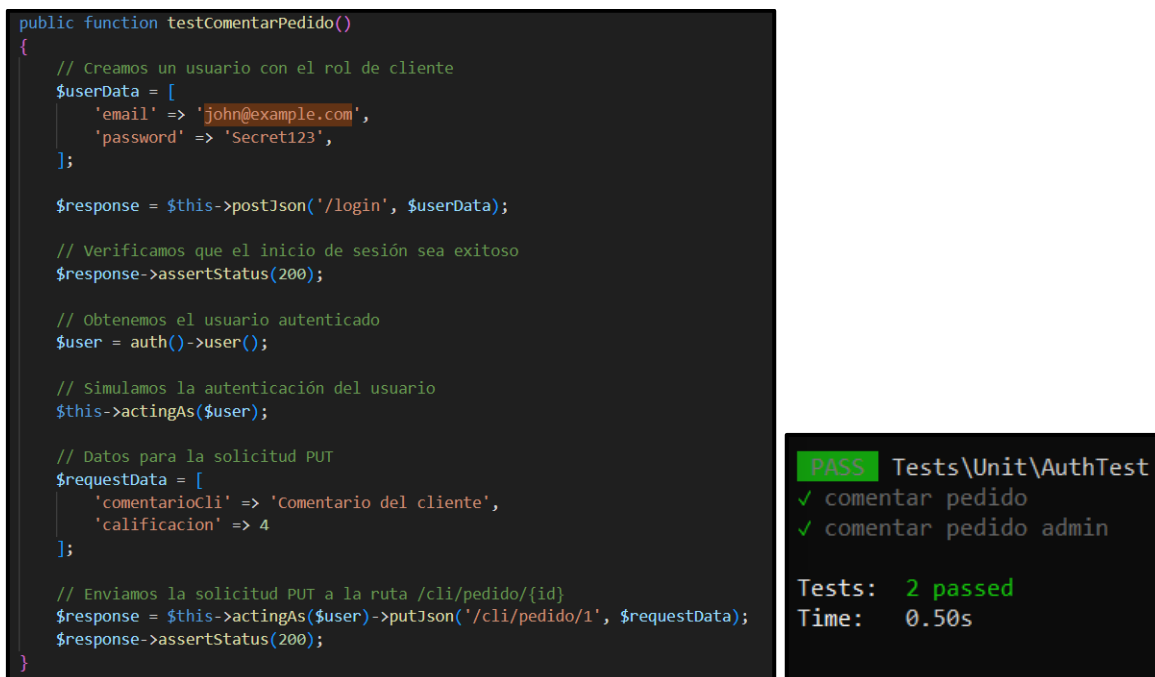 public function testComentarPedido()
{
    // Creamos un usuario con el rol de cliente
    $userData = [
        'email' => 'john@example.com',
        'password' => 'Secret123',
    ];

    $response = $this->postJson('/login', $userData);

    // Verificamos que el inicio de sesión sea exitoso
    $response->assertStatus(200);

    // Obtenemos el usuario autenticado
    $user = auth()->user();

    // Simulamos la autenticación del usuario
    $this->actingAs($user);

    // Datos para la solicitud PUT
    $requestData = [
        'comentarioCli' => 'Comentario del cliente',
        'calificacion' => 4
    ];

    // Enviamos la solicitud PUT a la ruta /cli/pedido/{id}
    $response = $this->actingAs($user)->putJson('/cli/pedido/1', $requestData);
    $response->assertStatus(200);
}
PASS Tests\Unit\AuthTest
✓ comentar pedido
✓ comentar pedido admin
Tests: 2 passed
Time: 0.50s